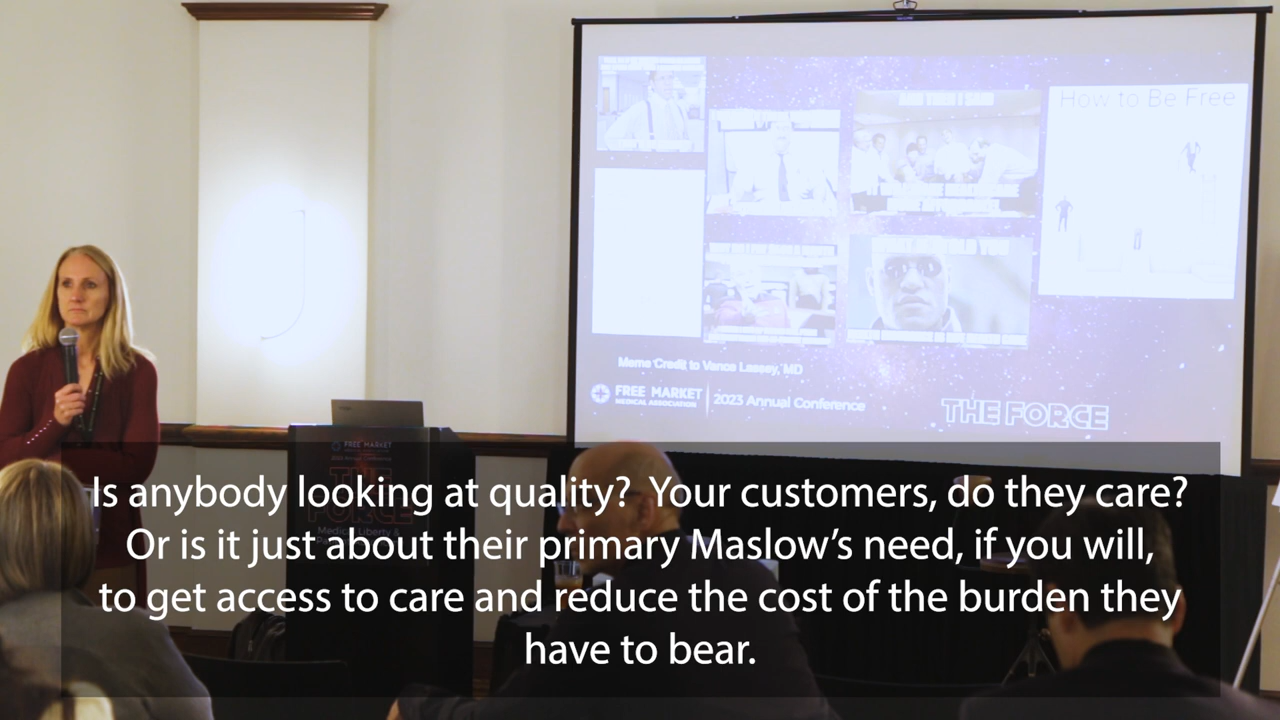 How to Be Free
Meme Credit to Vance Lassey, MD
FREE MARKET
MEDICAL ASSOCIATION
2023 Annual Conference
THE FORCE
FREE MARKET
THE
FORCE
Is anybody looking at quality?  Your customers, do they care?
Or is it just about their primary Maslow’s need, if you will,
to get access to care and reduce the cost of the burden they
have to bear.